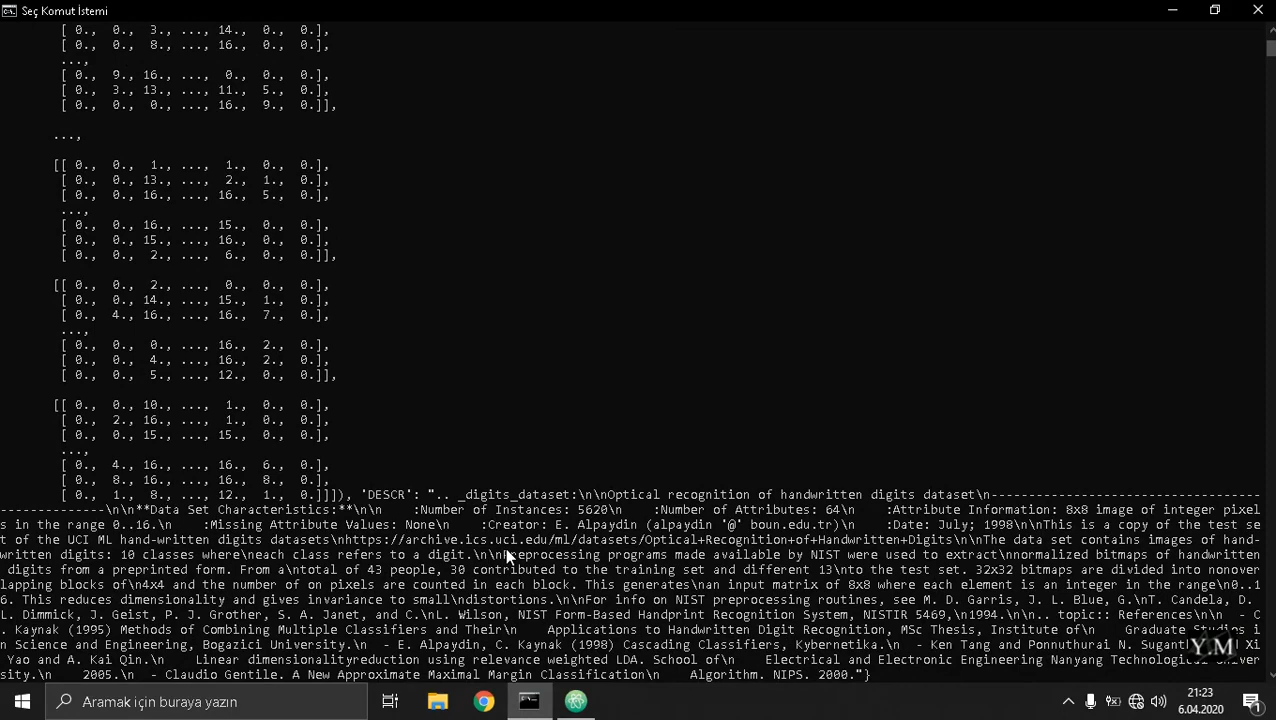 Seç Komut İstemi
[ 0., 0., 3., ..., 14., 0., 0.],
[ 0., 0., 8., ..., 16., 0., 0.],
...,
[ 0., 9., 16., ..., 0., 0., 0.],
[ 0., 3., 13., ..., 11., 5., 0.],
[ 0., 0., 0., ..., 16., 9., 0.]],
...,
[[ 0., 0., 1., ..., 1., 0., 0.],
[ 0., 0., 13., ..., 2., 1., 0.],
[ 0., 0., 16., ..., 16., 5., 0.],
...,
[ 0., 0., 16., ..., 15., 0., 0.],
[ 0., 0., 15., ..., 16., 0., 0.],
[ 0., 0., 2., ..., 6., 0., 0.]],
[[ 0., 0., 2., ..., 0., 0., 0.],
[ 0., 0., 14., ..., 15., 1., 0.],
[ 0., 4., 16., ..., 16., 7., 0.],
...,
[ 0., 0., 0., ..., 16., 2., 0.],
[ 0., 0., 4., ..., 16., 2., 0.],
[ 0., 0., 5., ..., 12., 0., 0.]],
[[ 0., 0., 10., ..., 1., 0., 0.],
[ 0., 2., 16., ..., 1., 0., 0.],
[ 0., 0., 15., ..., 15., 0., 0.],
...,
[ 0., 4., 16., ..., 16., 6., 0.],
[ 0., 8., 16., ..., 16., 8., 0.],
[ 0., 1., 8., ..., 12., 1., 0.]]]), 'DESCR': ".. _digits_dataset:\n\nOptical recognition of handwritten digits dataset\n------------------------------------
--------------\n\n**Data Set Characteristics:**\n\n    :Number of Instances: 5620\n    :Number of Attributes: 64\n    :Attribute Information: 8x8 image of integer pixel
s in the range 0..16.\n    :Missing Attribute Values: None\n    :Creator: E. Alpaydin (alpaydin '@' boun.edu.tr)\n    :Date: July; 1998\n\nThis is a copy of the test se
t of the UCI ML hand-written digits datasets\nhttps://archive.ics.uci.edu/ml/datasets/Optical+Recognition+of+Handwritten+Digits\n\nThe data set contains images of hand-
written digits: 10 classes where\neach class refers to a digit.\n\nPreprocessing programs made available by NIST were used to extract\nnormalized bitmaps of handwritten
digits from a preprinted form. From a\ntotal of 43 people, 30 contributed to the training set and different 13\nto the test set. 32x32 bitmaps are divided into nonover
lapping blocks of\n4x4 and the number of on pixels are counted in each block. This generates\nan input matrix of 8x8 where each element is an integer in the range\n0..1
6. This reduces dimensionality and gives invariance to small\ndistortions.\n\nFor info on NIST preprocessing routines, see M. D. Garris, J. L. Blue, G.\nT. Candela, D.
L. Dimmick, J. Geist, P. J. Grother, S. A. Janet, and C.\nL. Wilson, NIST Form-Based Handprint Recognition System, NISTIR 5469,\n1994.\n\n.. topic:: References\n\n  - C
. Kaynak (1995) Methods of Combining Multiple Classifiers and Their\n    Applications to Handwritten Digit Recognition, MSc Thesis, Institute of\n    Graduate Studies i
n Science and Engineering, Bogazici University.\n  - E. Alpaydin, C. Kaynak (1998) Cascading Classifiers, Kybernetika.\n  - Ken Tang and Ponnuthurai N. Xi
Yao and A. Kai Qin.\n    Linear dimensionalityreduction using relevance weighted LDA. School of\n    Electrical and Electronic Engineering Nanyang Technological Univer
sity.\n    2005.\n  - Claudio Gentile. A New Approximate Maximal Margin Classification\n    Algorithm. NIPS. 2000."}
Y.M
Aramak için buraya yazın
21:23
6.04.2020
1